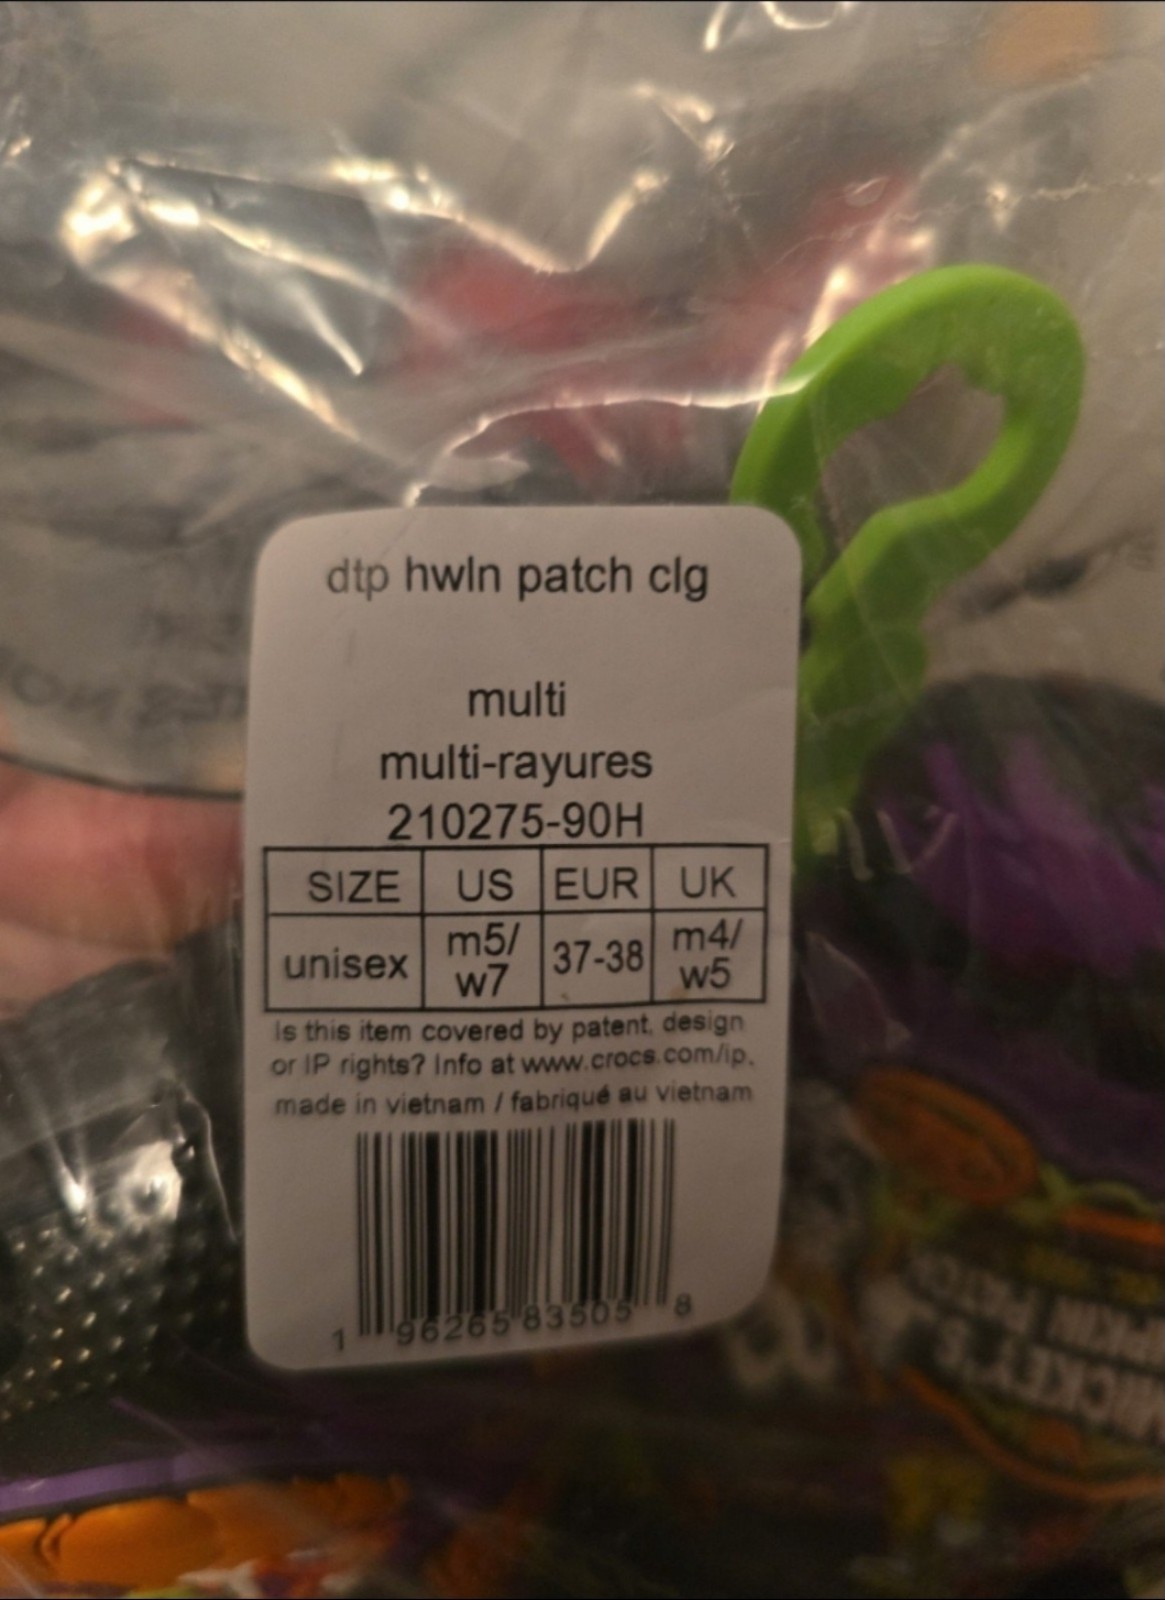 dtp hwln patch clg
multi
multi-rayures
210275-90H
SIZE US EUR UK
unisex m5/ w7 37-38 m4/ w5
Is this item covered by patent, design
or IP rights? Info at www.crocs.com/ip.
made in vietnam / fabriqué au vietnam
1 96265 83505 8
MICKEY'S